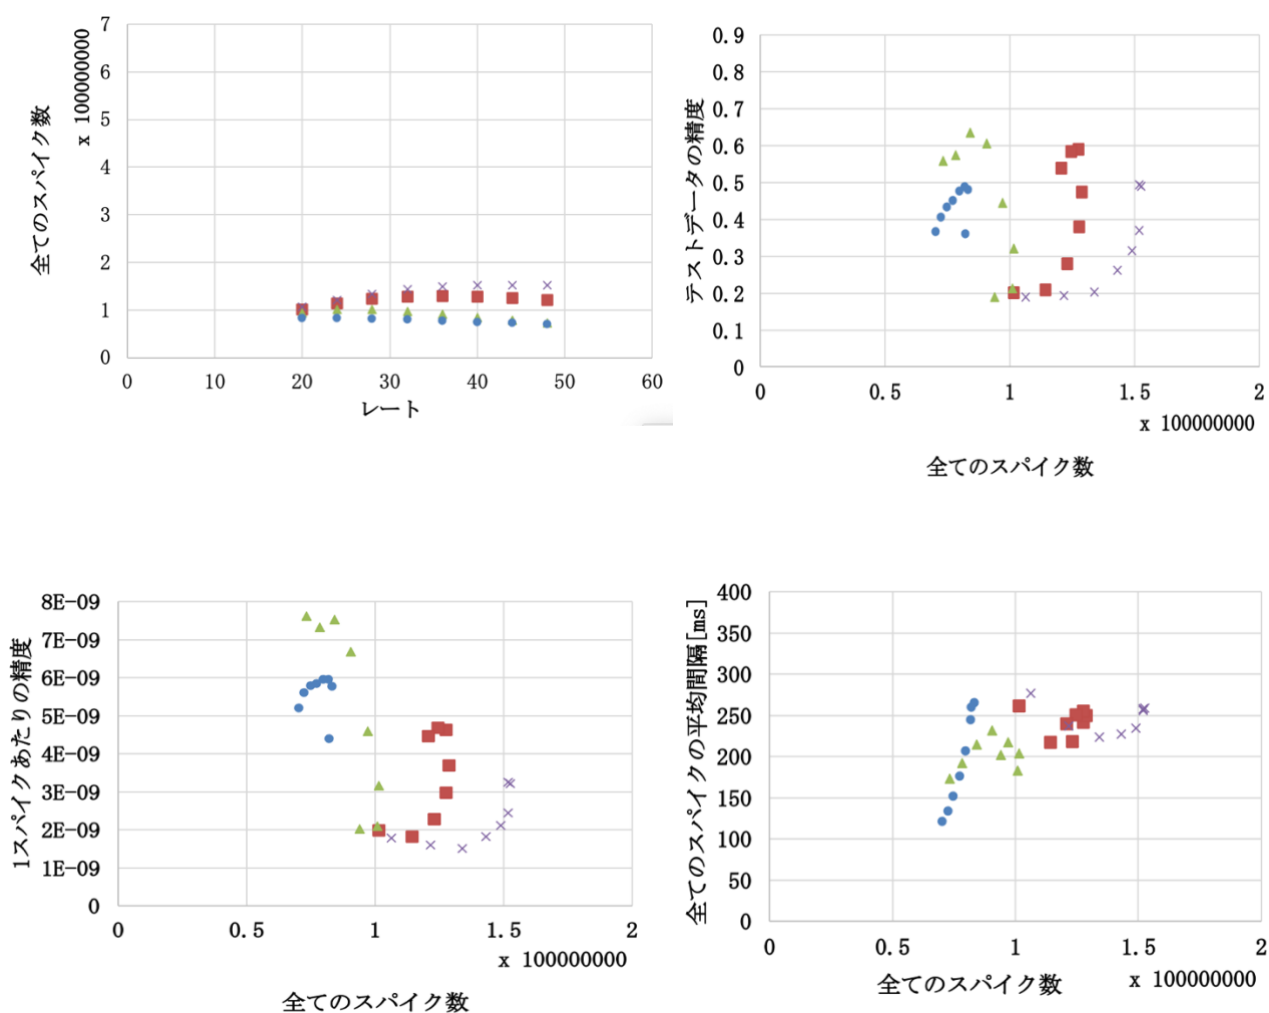 7
6
5
4
3
2
1
0
x 100000000
全てのスパイク数
0 10 20 30 40 50 60
レート
0.9
0.8
0.7
0.6
0.5
0.4
0.3
0.2
0.1
0
テストデータの精度
0 0.5 1 1.5 2
x 100000000
全てのスパイク数
8E-09
7E-09
6E-09
5E-09
4E-09
3E-09
2E-09
1E-09
0
1スパイクあたりの精度
0 0.5 1 1.5 2
x 100000000
全てのスパイク数
400
350
300
250
200
150
100
50
0
全てのスパイクの平均間隔[ms]
0 0.5 1 1.5 2
x 100000000
全てのスパイク数